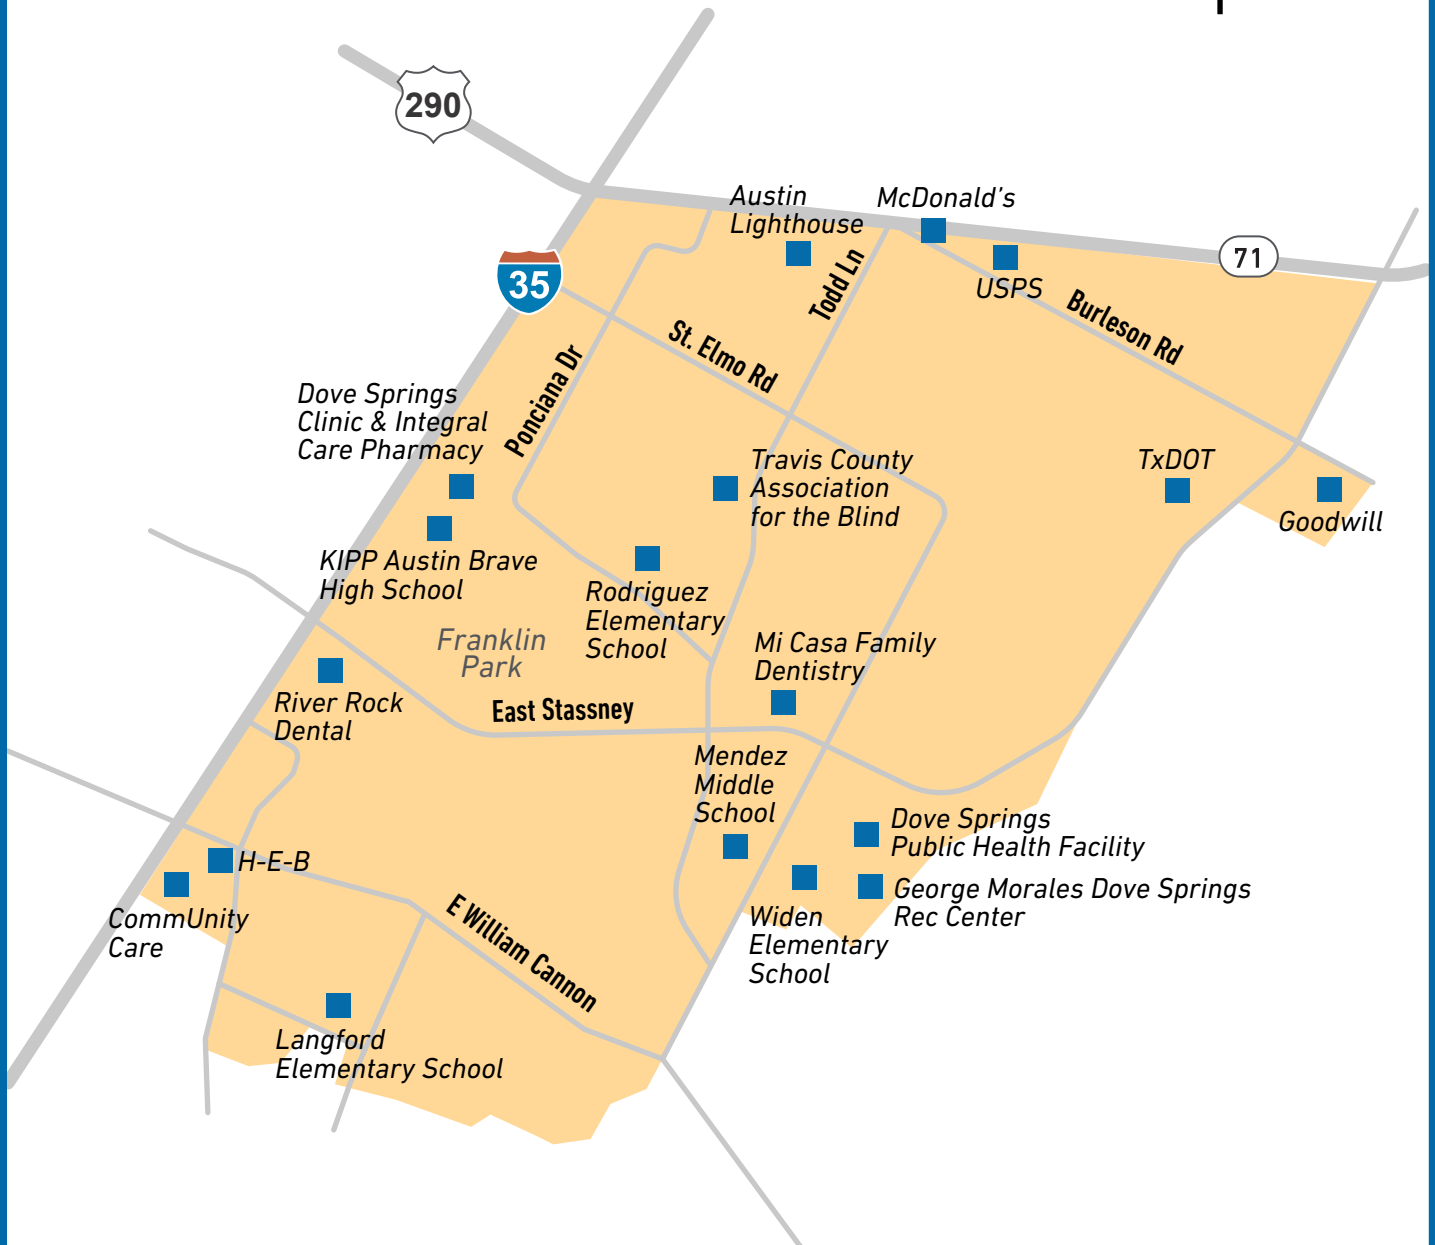 290
Austin
Lighthouse
McDonald's
71
35
Todd Ln
USPS
Burleson Rd
St. Elmo Rd
Ponciana Dr
Dove Springs
Clinic & Integral
Care Pharmacy
Travis County
Association
for the Blind
TxDOT
Goodwill
KIPP Austin Brave
High School
Rodriguez
Elementary
School
Franklin
Park
Mi Casa Family
Dentistry
River Rock
Dental
East Stassney
Mendez
Middle
School
Dove Springs
Public Health Facility
H-E-B
George Morales Dove Springs
Rec Center
CommUnity
Care
E William Cannon
Widen
Elementary
School
Langford
Elementary School